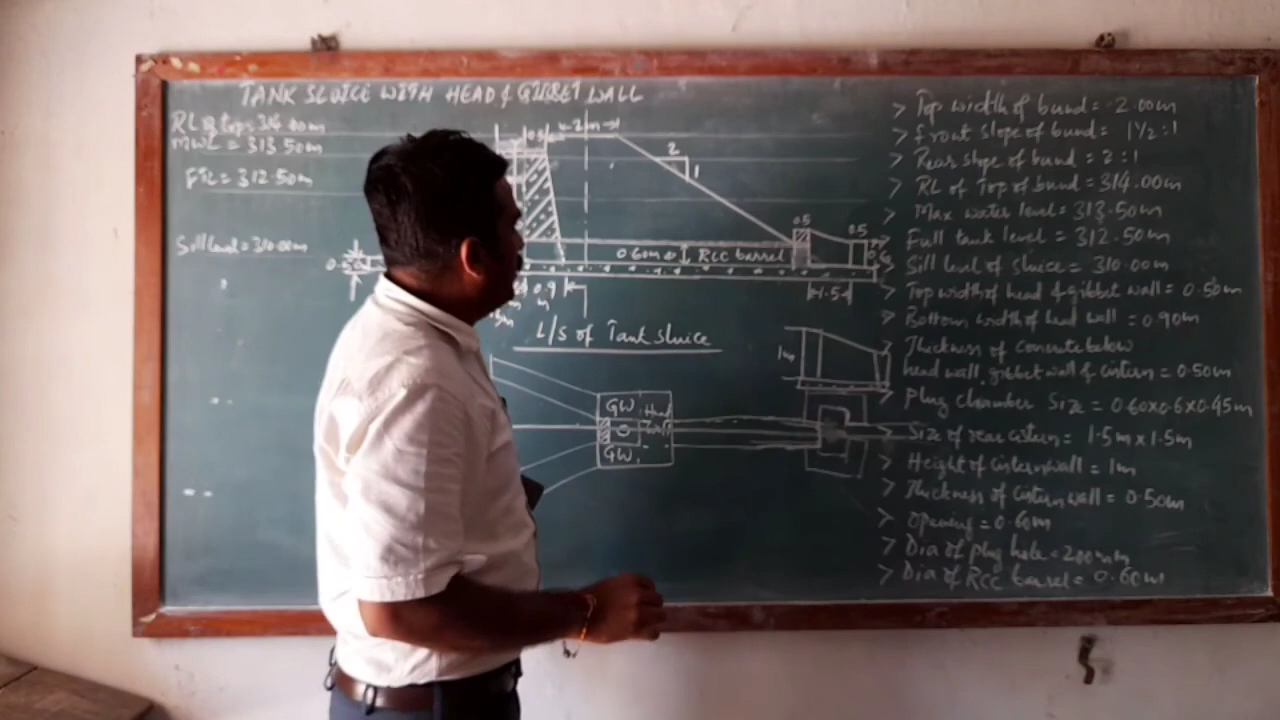 TANK SLUICE WITH HEAD & GIBBET WALL
RL @ top = 314.00m
MWL = 313.50m
FTL = 312.50m
Sill level = 310.00m
2m
2
1
0.5
0.5
0.60m
RCC barrel
0.5
0.9
m
1.5
L/S of Tank sluice
1m
GW
Head
wall
GW
> Top width of bund = 2.00m
> front slope of bund = 1½ : 1
> Rear slope of bund = 2 : 1
> RL of Top of bund = 314.00m
> Max water level = 313.50m
> Full tank level = 312.50m
> Sill level of sluice = 310.00m
> Top width of head & gibbet wall = 0.50m
> Bottom width of head wall = 0.90m
> Thickness of concrete below
head wall, gibbet wall & cistern = 0.50m
> plug chamber size = 0.60x0.6x0.45m
> Size of rear cistern = 1.5m x 1.5m
> Height of cistern wall = 1m
> Thickness of cistern wall = 0.50m
> Opening = 0.60m
> Dia of plug hole = 200mm
> Dia of RCC barrel = 0.60m